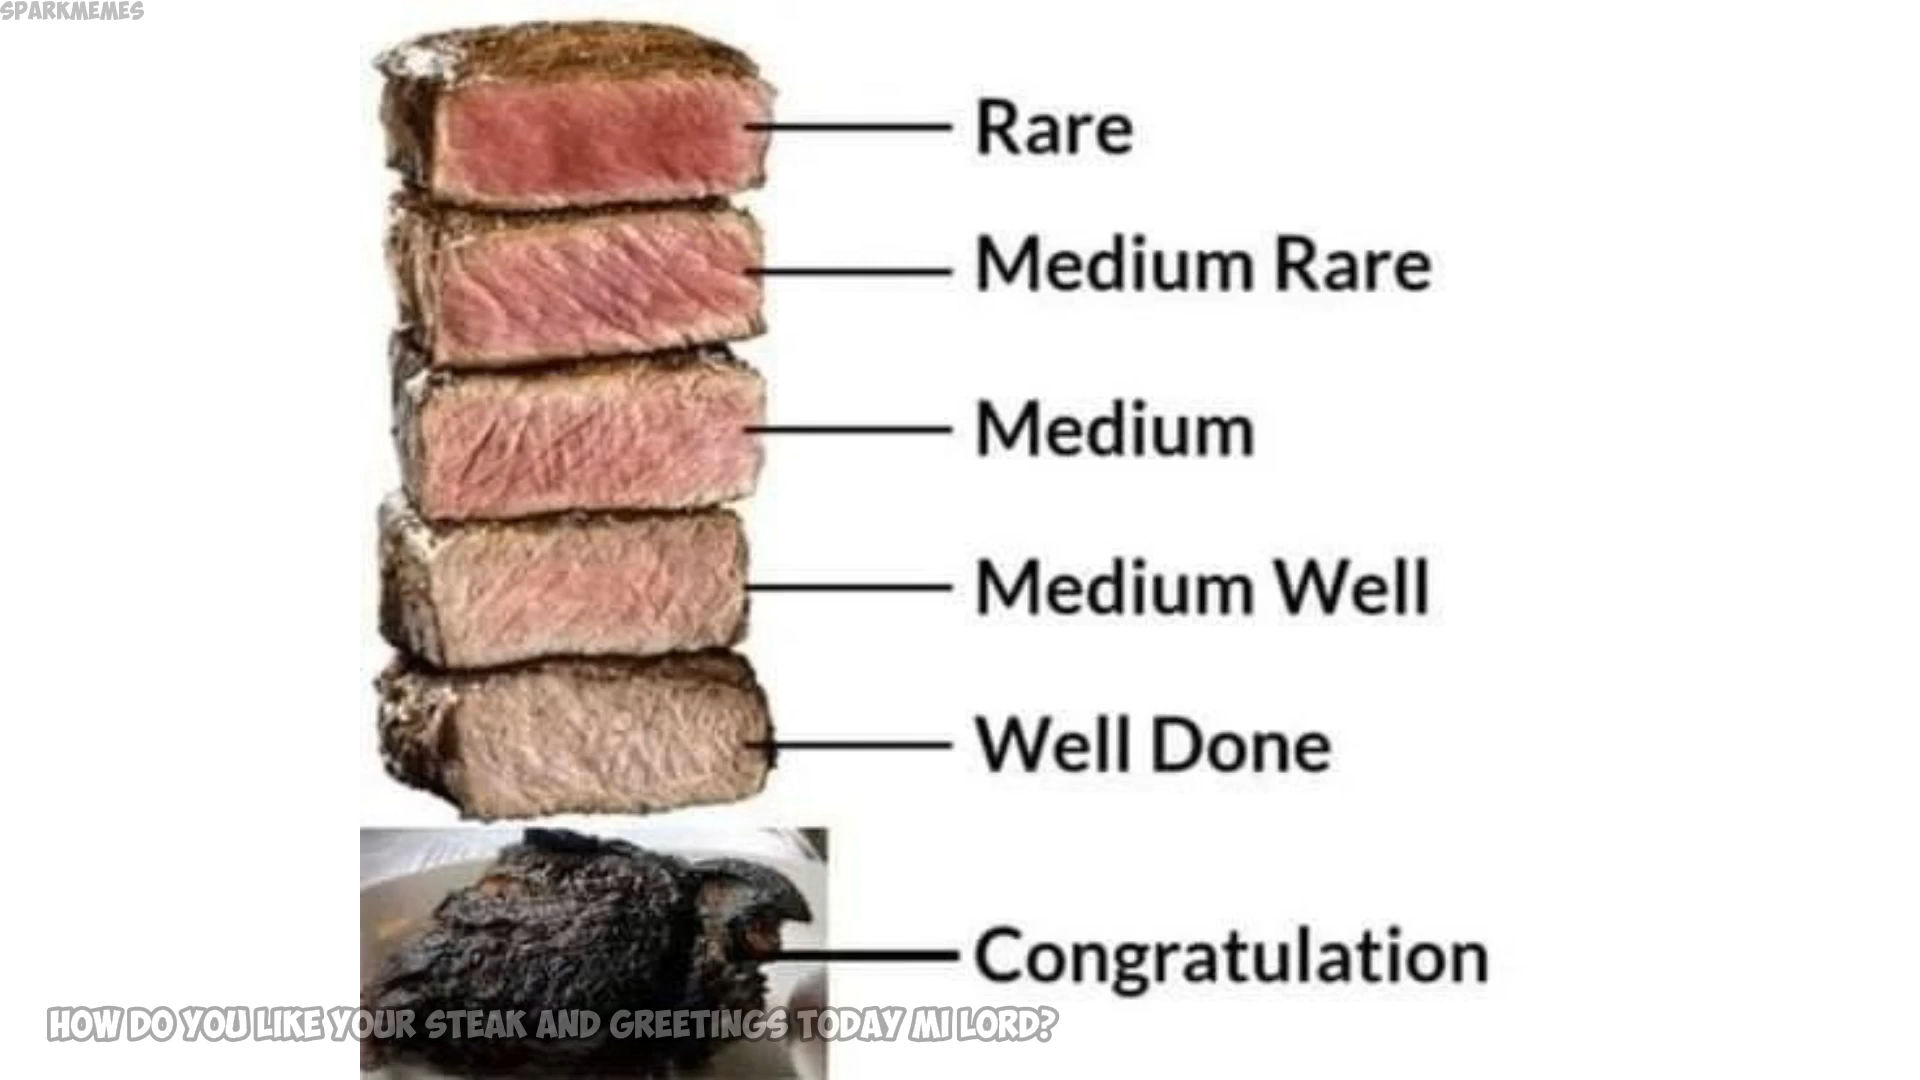 SPARKMEMES
Rare
Medium Rare
Medium
Medium Well
Well Done
Congratulation
HOW DO YOU LIKE YOUR STEAK AND GREETINGS TODAY MI LORD?